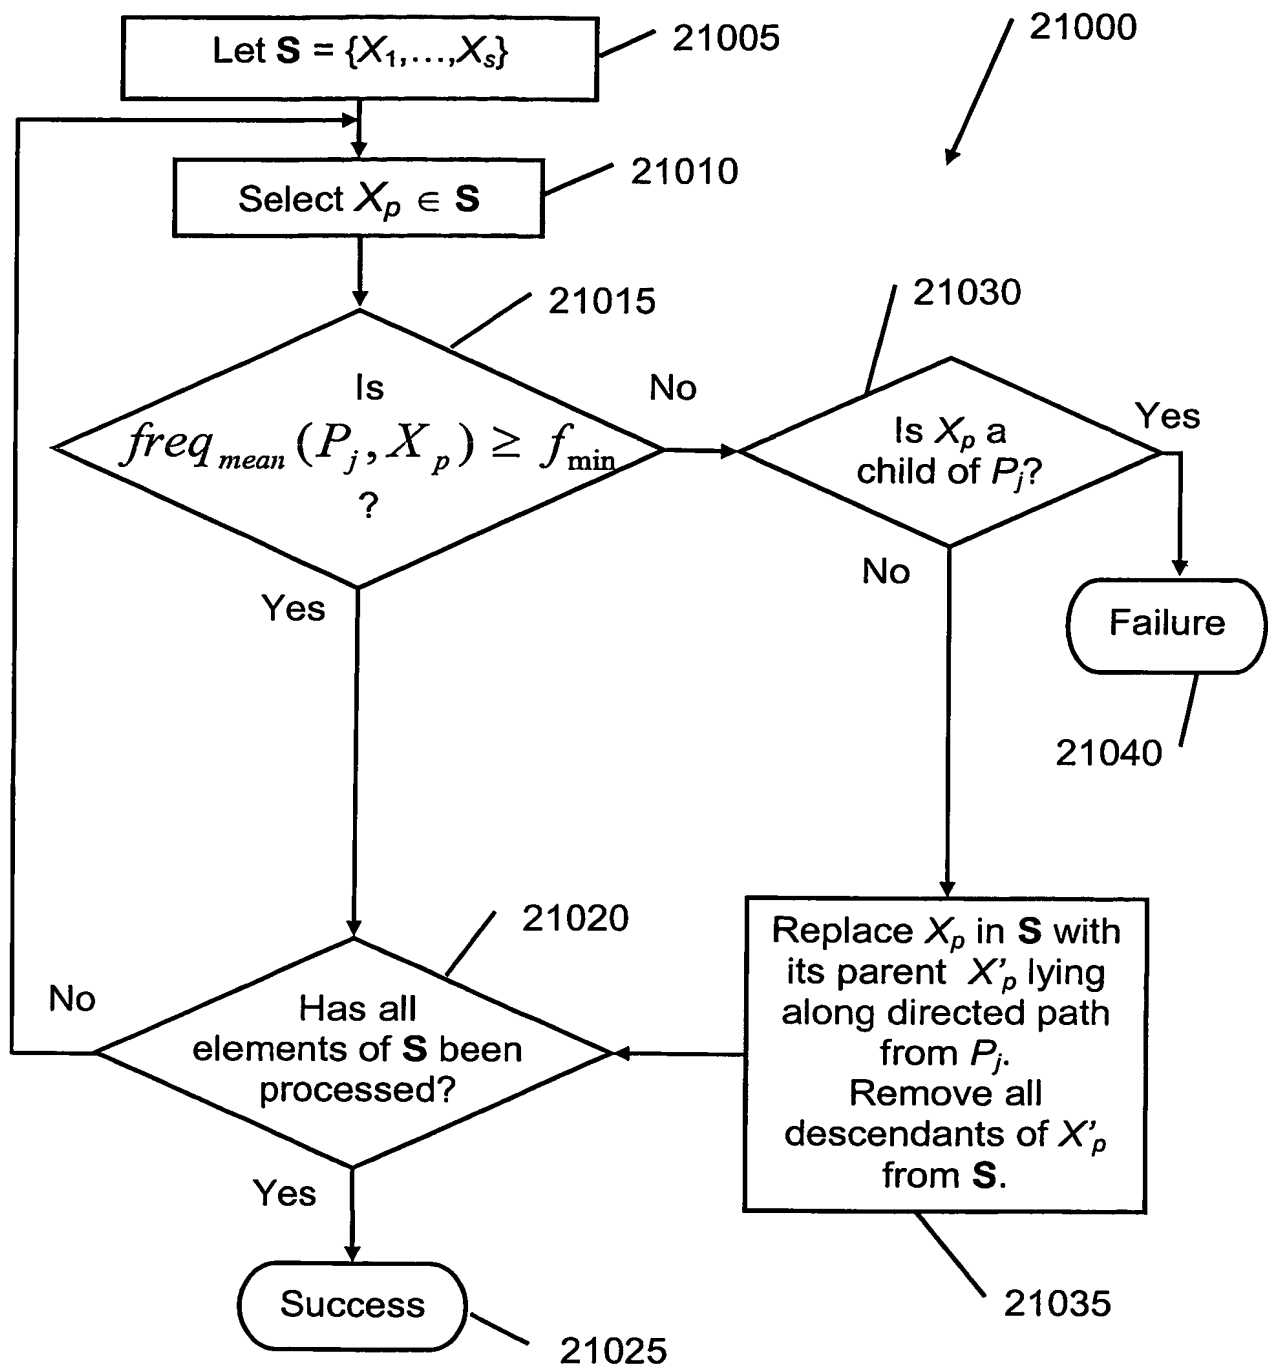 Let S = {X1,...,Xs}
21005
21000
Select Xp ∈ S
21010
21015
Is
freq mean (Pj, Xp) ≥ fmin
?
No
Yes
21030
Is Xp a
child of Pj?
Yes
No
Failure
21040
21020
Has all
elements of S been
processed?
No
Yes
Replace Xp in S with
its parent X'p lying
along directed path
from Pj.
Remove all
descendants of X'p
from S.
21035
Success
21025